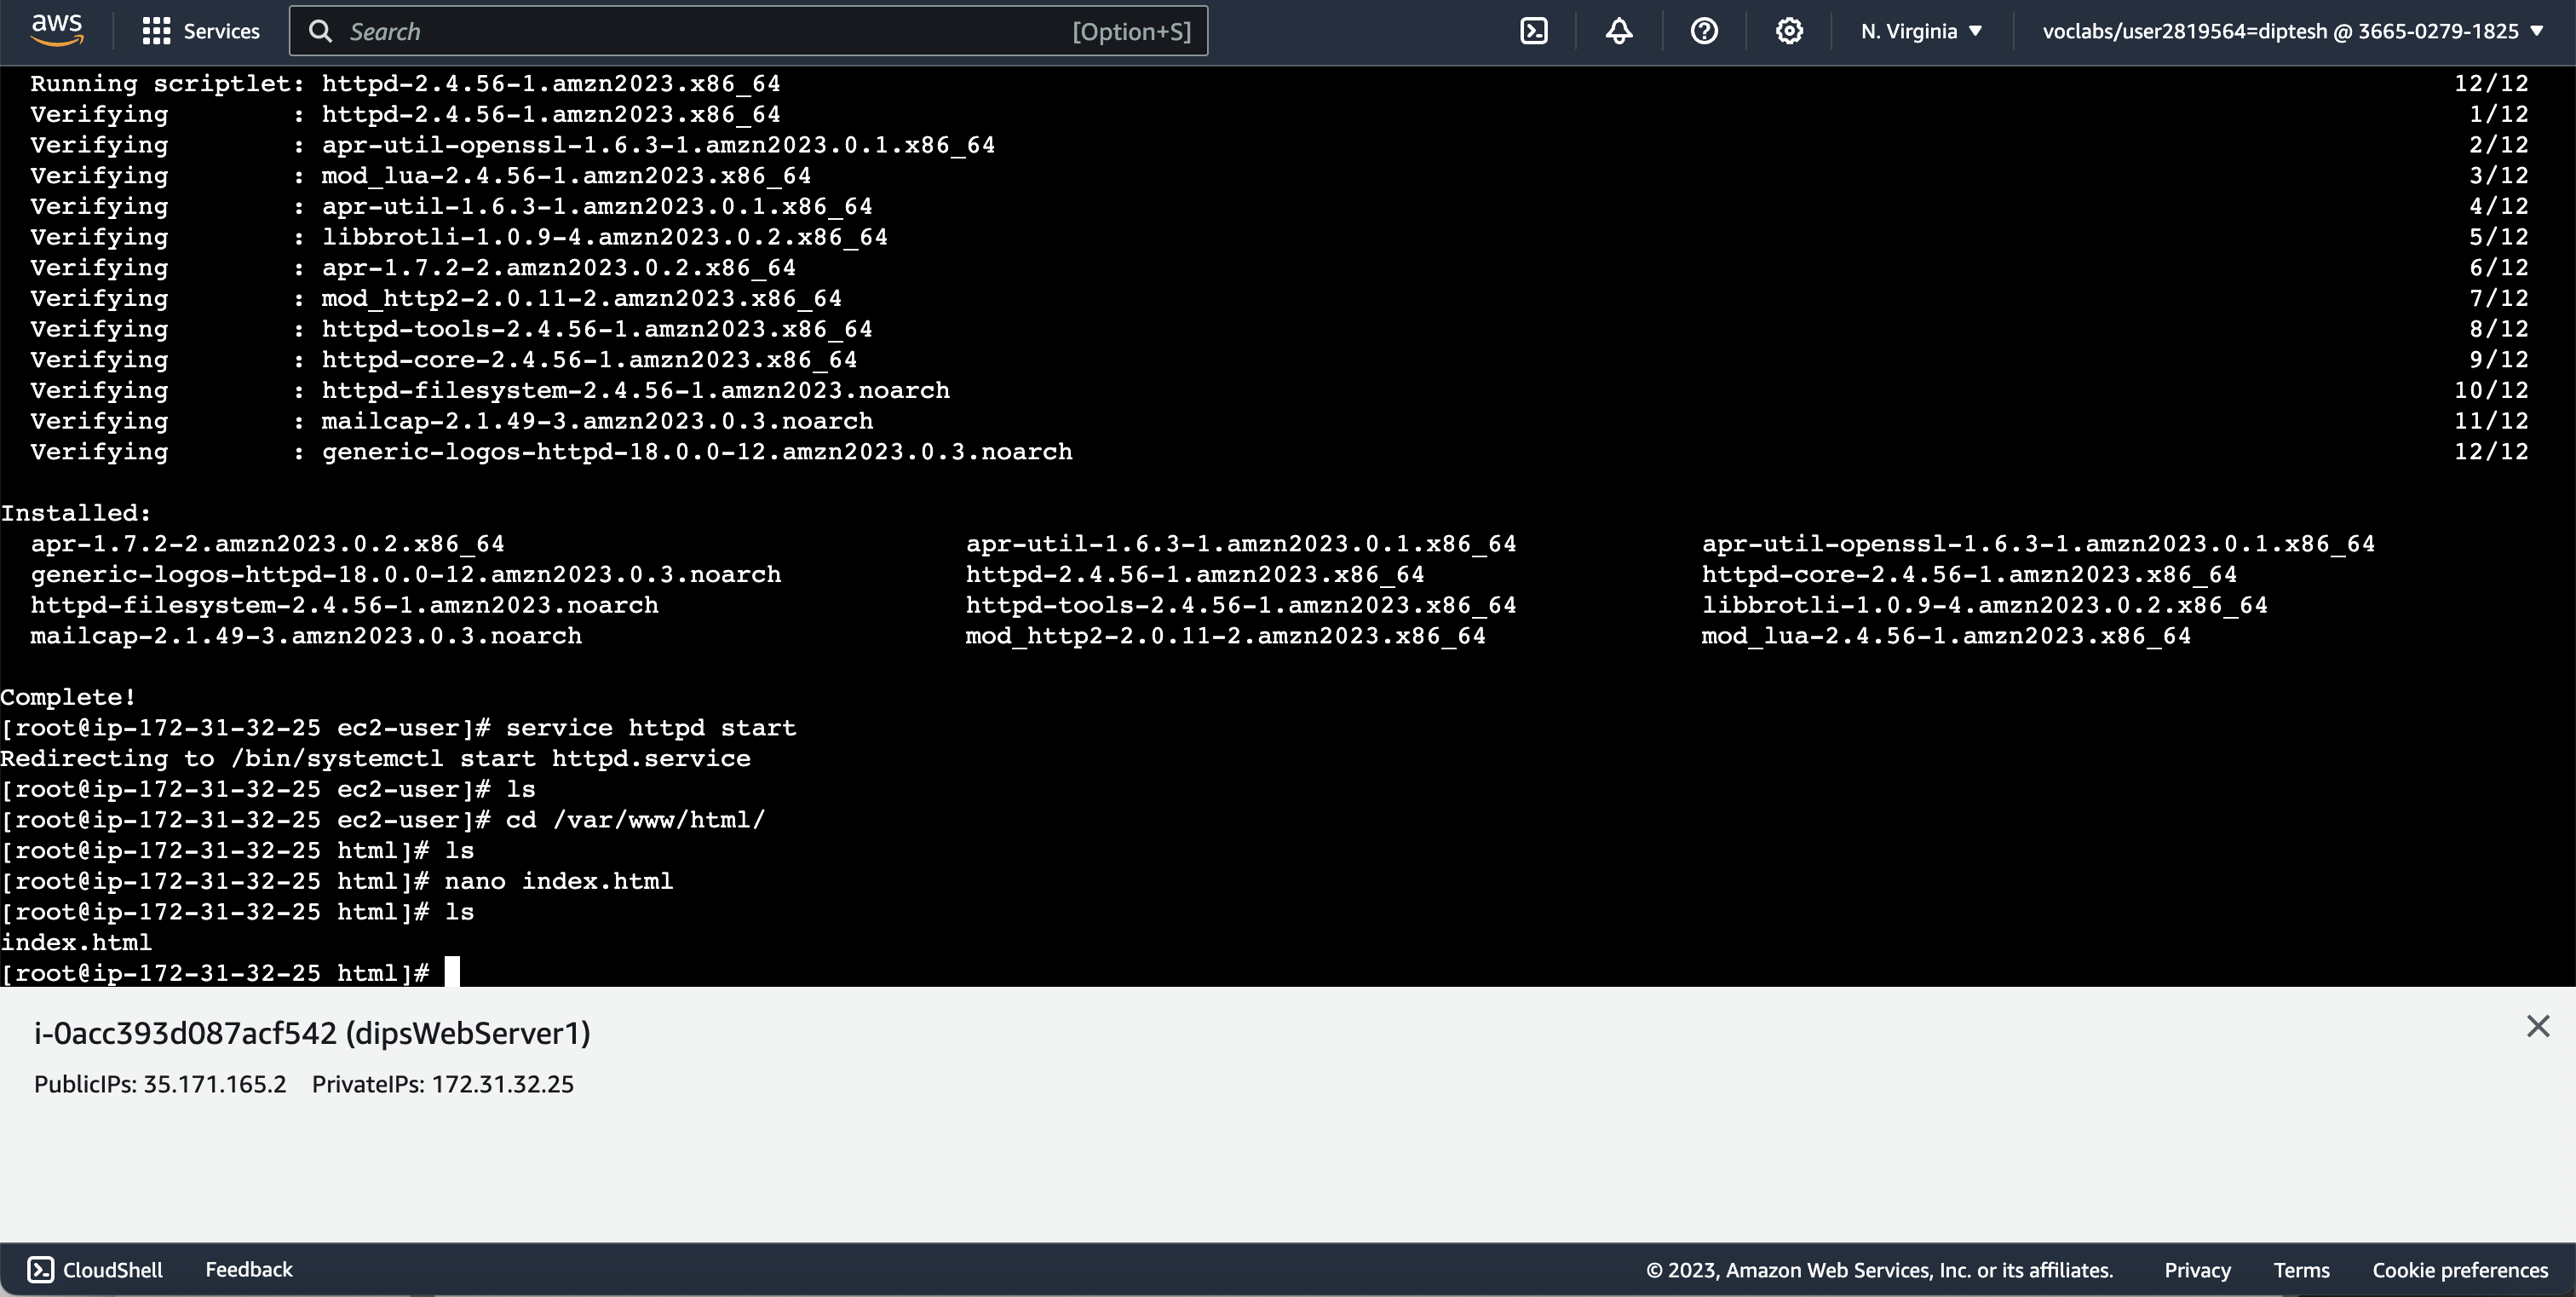 aws Services Search [Option+S] N. Virginia voclabs/user2819564=diptesh @ 3665-0279-1825
Running scriptlet: httpd-2.4.56-1.amzn2023.x86_64 12/12
Verifying : httpd-2.4.56-1.amzn2023.x86_64 1/12
Verifying : apr-util-openssl-1.6.3-1.amzn2023.0.1.x86_64 2/12
Verifying : mod_lua-2.4.56-1.amzn2023.x86_64 3/12
Verifying : apr-util-1.6.3-1.amzn2023.0.1.x86_64 4/12
Verifying : libbrotli-1.0.9-4.amzn2023.0.2.x86_64 5/12
Verifying : apr-1.7.2-2.amzn2023.0.2.x86_64 6/12
Verifying : mod_http2-2.0.11-2.amzn2023.x86_64 7/12
Verifying : httpd-tools-2.4.56-1.amzn2023.x86_64 8/12
Verifying : httpd-core-2.4.56-1.amzn2023.x86_64 9/12
Verifying : httpd-filesystem-2.4.56-1.amzn2023.noarch 10/12
Verifying : mailcap-2.1.49-3.amzn2023.0.3.noarch 11/12
Verifying : generic-logos-httpd-18.0.0-12.amzn2023.0.3.noarch 12/12
Installed:
apr-1.7.2-2.amzn2023.0.2.x86_64 apr-util-1.6.3-1.amzn2023.0.1.x86_64 apr-util-openssl-1.6.3-1.amzn2023.0.1.x86_64
generic-logos-httpd-18.0.0-12.amzn2023.0.3.noarch httpd-2.4.56-1.amzn2023.x86_64 httpd-core-2.4.56-1.amzn2023.x86_64
httpd-filesystem-2.4.56-1.amzn2023.noarch httpd-tools-2.4.56-1.amzn2023.x86_64 libbrotli-1.0.9-4.amzn2023.0.2.x86_64
mailcap-2.1.49-3.amzn2023.0.3.noarch mod_http2-2.0.11-2.amzn2023.x86_64 mod_lua-2.4.56-1.amzn2023.x86_64
Complete!
[root@ip-172-31-32-25 ec2-user]# service httpd start
Redirecting to /bin/systemctl start httpd.service
[root@ip-172-31-32-25 ec2-user]# ls
[root@ip-172-31-32-25 ec2-user]# cd /var/www/html/
[root@ip-172-31-32-25 html]# ls
[root@ip-172-31-32-25 html]# nano index.html
[root@ip-172-31-32-25 html]# ls
index.html
[root@ip-172-31-32-25 html]#
i-0acc393d087acf542 (dipsWebServer1)
PublicIPs: 35.171.165.2 PrivateIPs: 172.31.32.25
CloudShell Feedback © 2023, Amazon Web Services, Inc. or its affiliates. Privacy Terms Cookie preferences